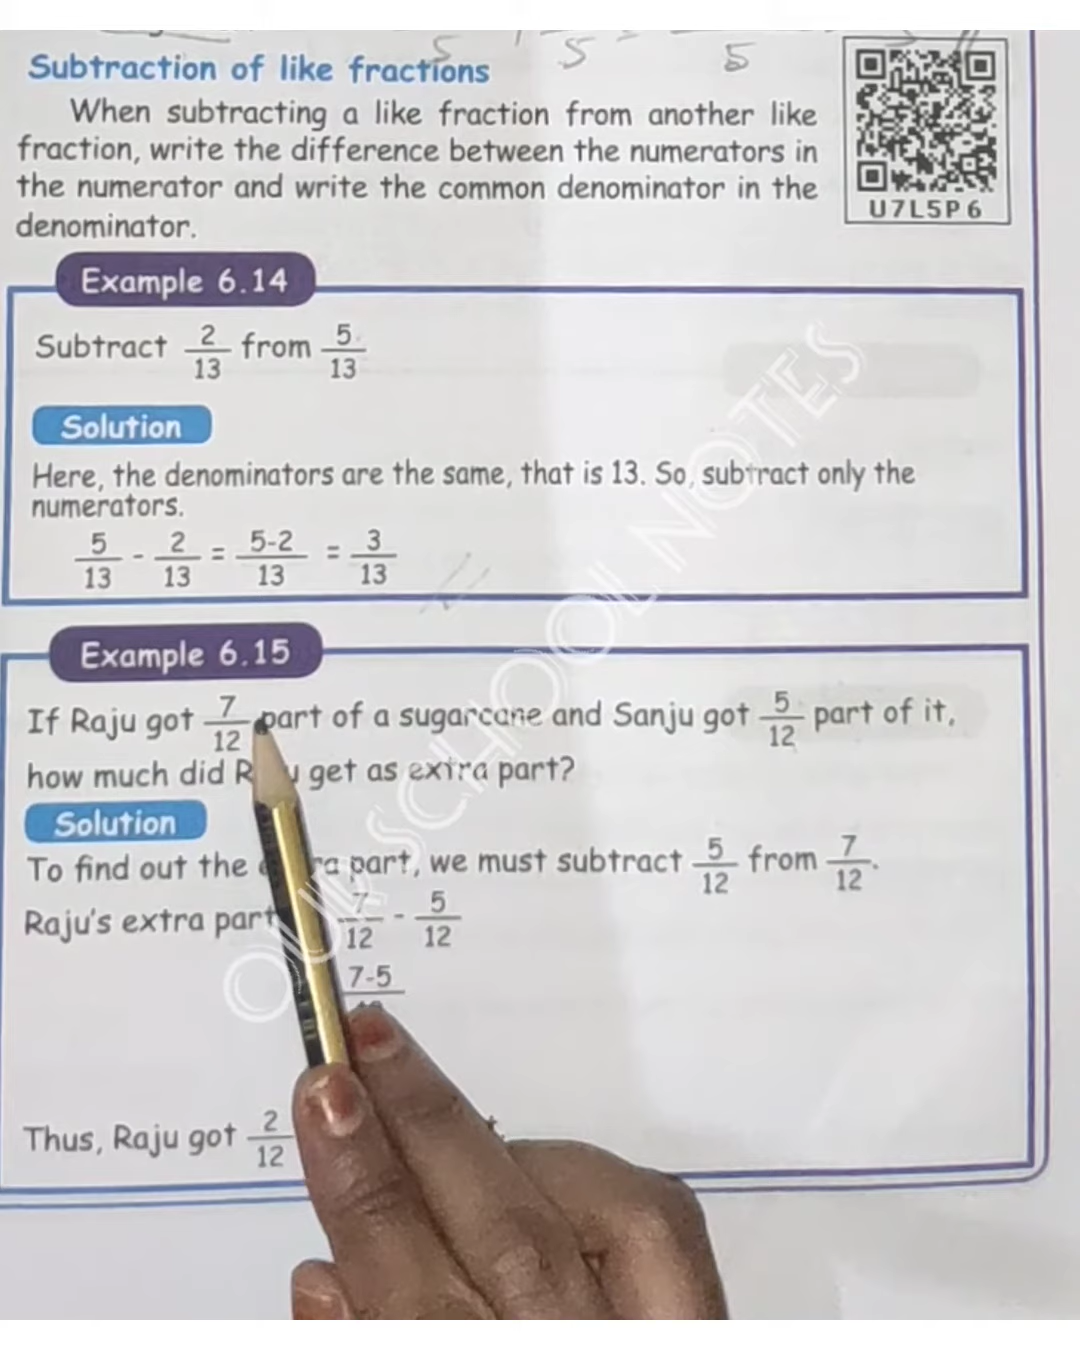 5 5 5
Subtraction of like fractions
When subtracting a like fraction from another like
fraction, write the difference between the numerators in
the numerator and write the common denominator in the
denominator.
U7L5P6
Example 6.14
Subtract 2/13 from 5/13
Solution
Here, the denominators are the same, that is 13. So, subtract only the
numerators.
5/13 - 2/13 = 5-2/13 = 3/13
Example 6.15
If Raju got 7/12 part of a sugarcane and Sanju got 5/12 part of it,
how much did get as extra part?
Solution
To find out the part, we must subtract 5/12 from 7/12.
Raju's extra part 7/12 - 5/12
7-5
Thus, Raju got 2/12
OUR SCHOOL NOTES